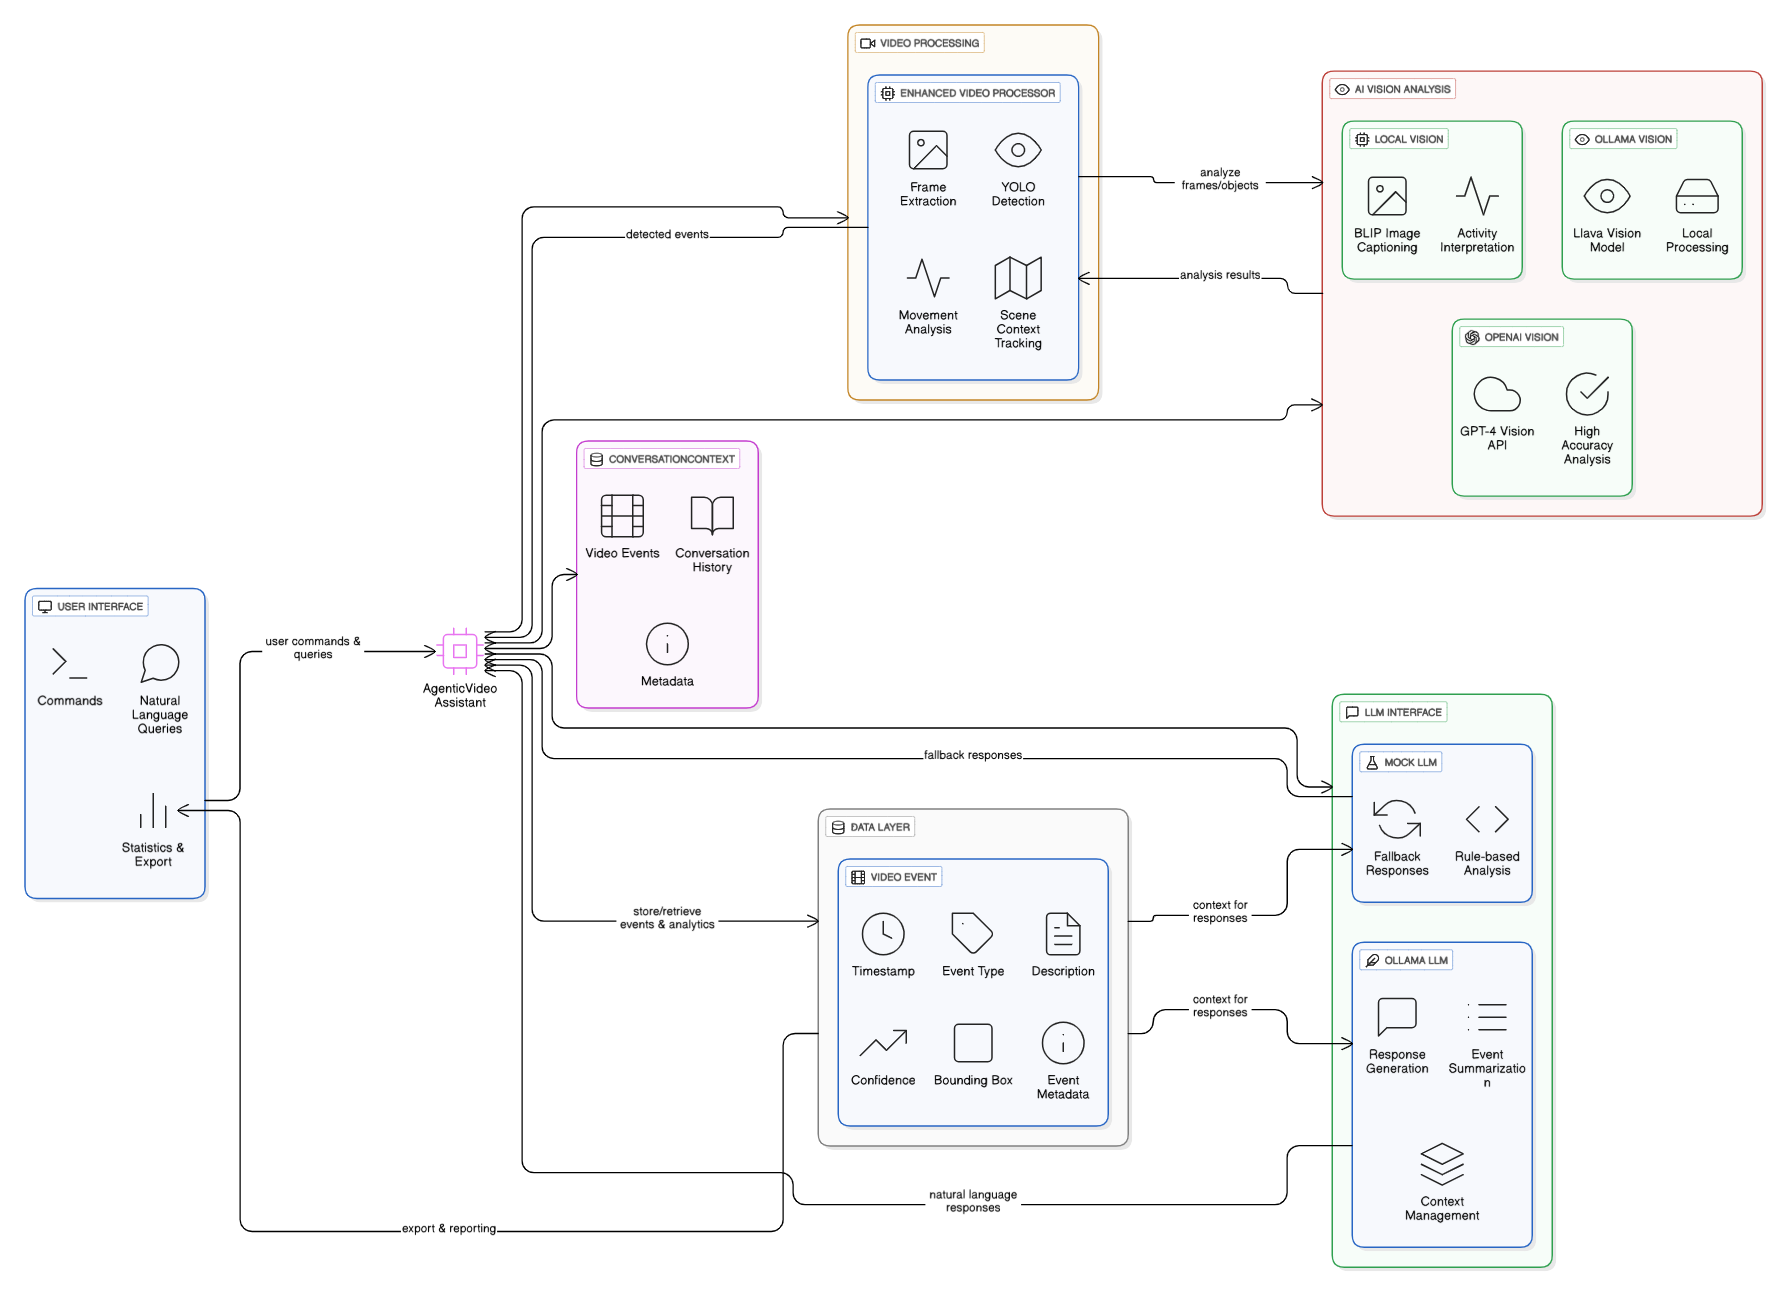 VIDEO PROCESSING
ENHANCED VIDEO PROCESSOR
Frame
Extraction
YOLO
Detection
Movement
Analysis
Scene
Context
Tracking
analyze
frames/objects
analysis results
AI VISION ANALYSIS
LOCAL VISION
BLIP Image
Captioning
Activity
Interpretation
OLLAMA VISION
Llava Vision
Model
Local
Processing
OPENAI VISION
GPT-4 Vision
API
High
Accuracy
Analysis
detected events
CONVERSATIONCONTEXT
Video Events
Conversation
History
Metadata
USER INTERFACE
Commands
Natural
Language
Queries
Statistics &
Export
user commands &
queries
AgenticVideo
Assistant
fallback responses
LLM INTERFACE
MOCK LLM
Fallback
Responses
Rule-based
Analysis
DATA LAYER
VIDEO EVENT
Timestamp
Event Type
Description
Confidence
Bounding Box
Event
Metadata
store/retrieve
events & analytics
context for
responses
context for
responses
OLLAMA LLM
Response
Generation
Event
Summarizatio
n
Context
Management
natural language
responses
export & reporting